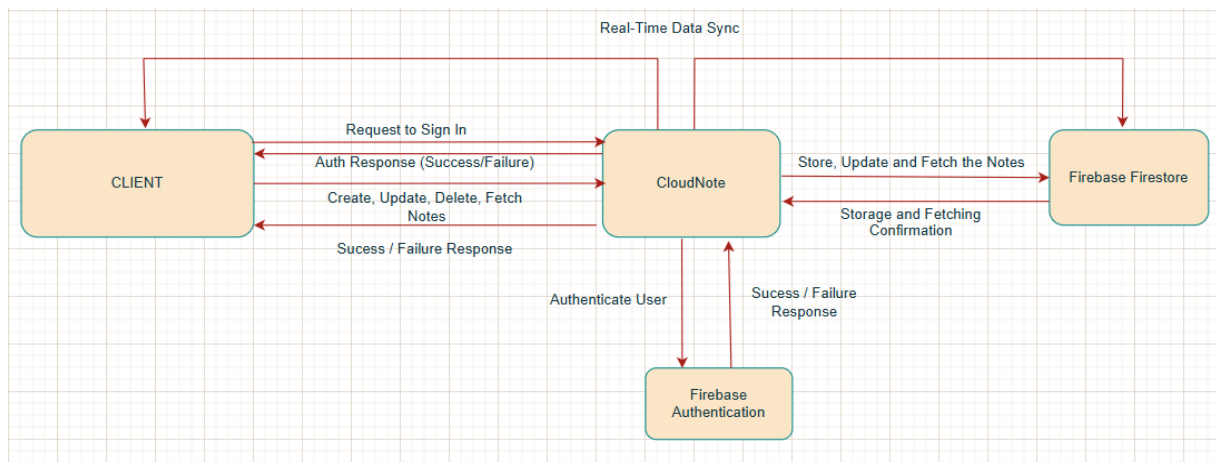 Real-Time Data Sync
Request to Sign In
Auth Response (Success/Failure)
CLIENT
CloudNote
Store, Update and Fetch the Notes
Firebase Firestore
Create, Update, Delete, Fetch
Notes
Storage and Fetching
Confirmation
Sucess / Failure Response
Authenticate User
Sucess / Failure
Response
Firebase
Authentication